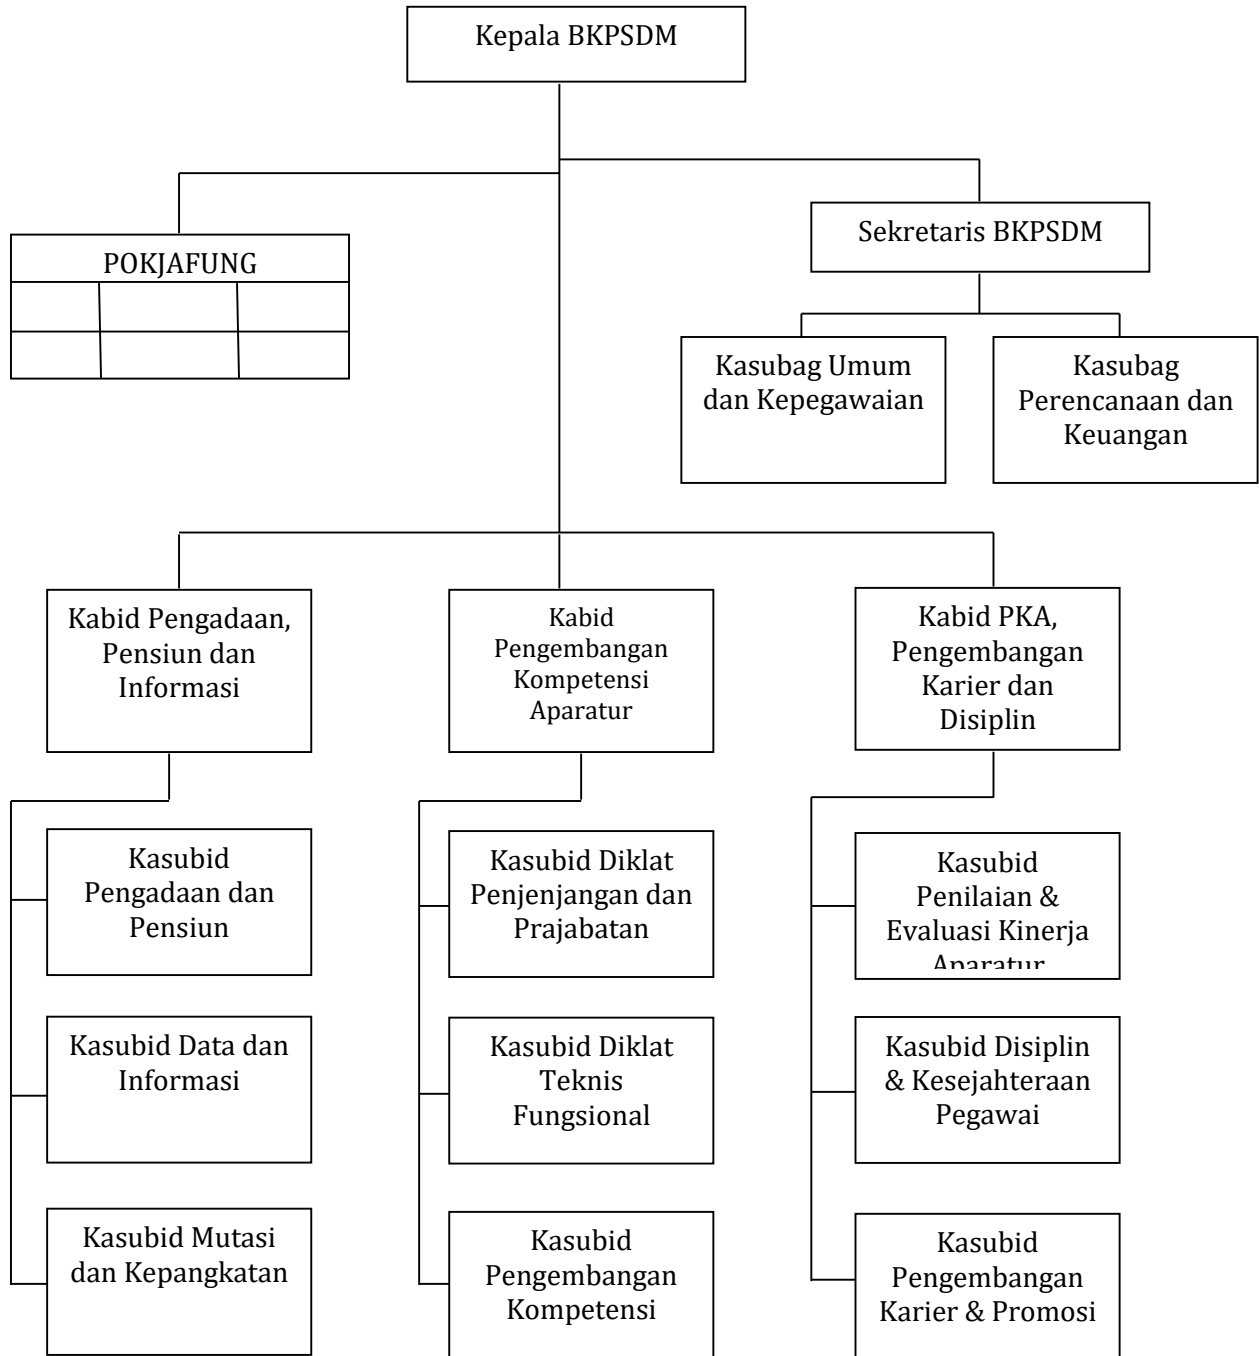 Kepala BKPSDM
Sekretaris BKPSDM
POKJAFUNG
Kasubag Umum
dan Kepegawaian
Kasubag
Perencanaan dan
Keuangan
Kabid Pengadaan,
Pensiun dan
Informasi
Kabid
Pengembangan
Kompetensi
Aparatur
Kabid PKA,
Pengembangan
Karier dan
Disiplin
Kasubid
Pengadaan dan
Pensiun
Kasubid Diklat
Penjenjangan dan
Prajabatan
Kasubid
Penilaian &
Evaluasi Kinerja
Aparatur
Kasubid Data dan
Informasi
Kasubid Diklat
Teknis
Fungsional
Kasubid Disiplin
& Kesejahteraan
Pegawai
Kasubid Mutasi
dan Kepangkatan
Kasubid
Pengembangan
Kompetensi
Kasubid
Pengembangan
Karier & Promosi